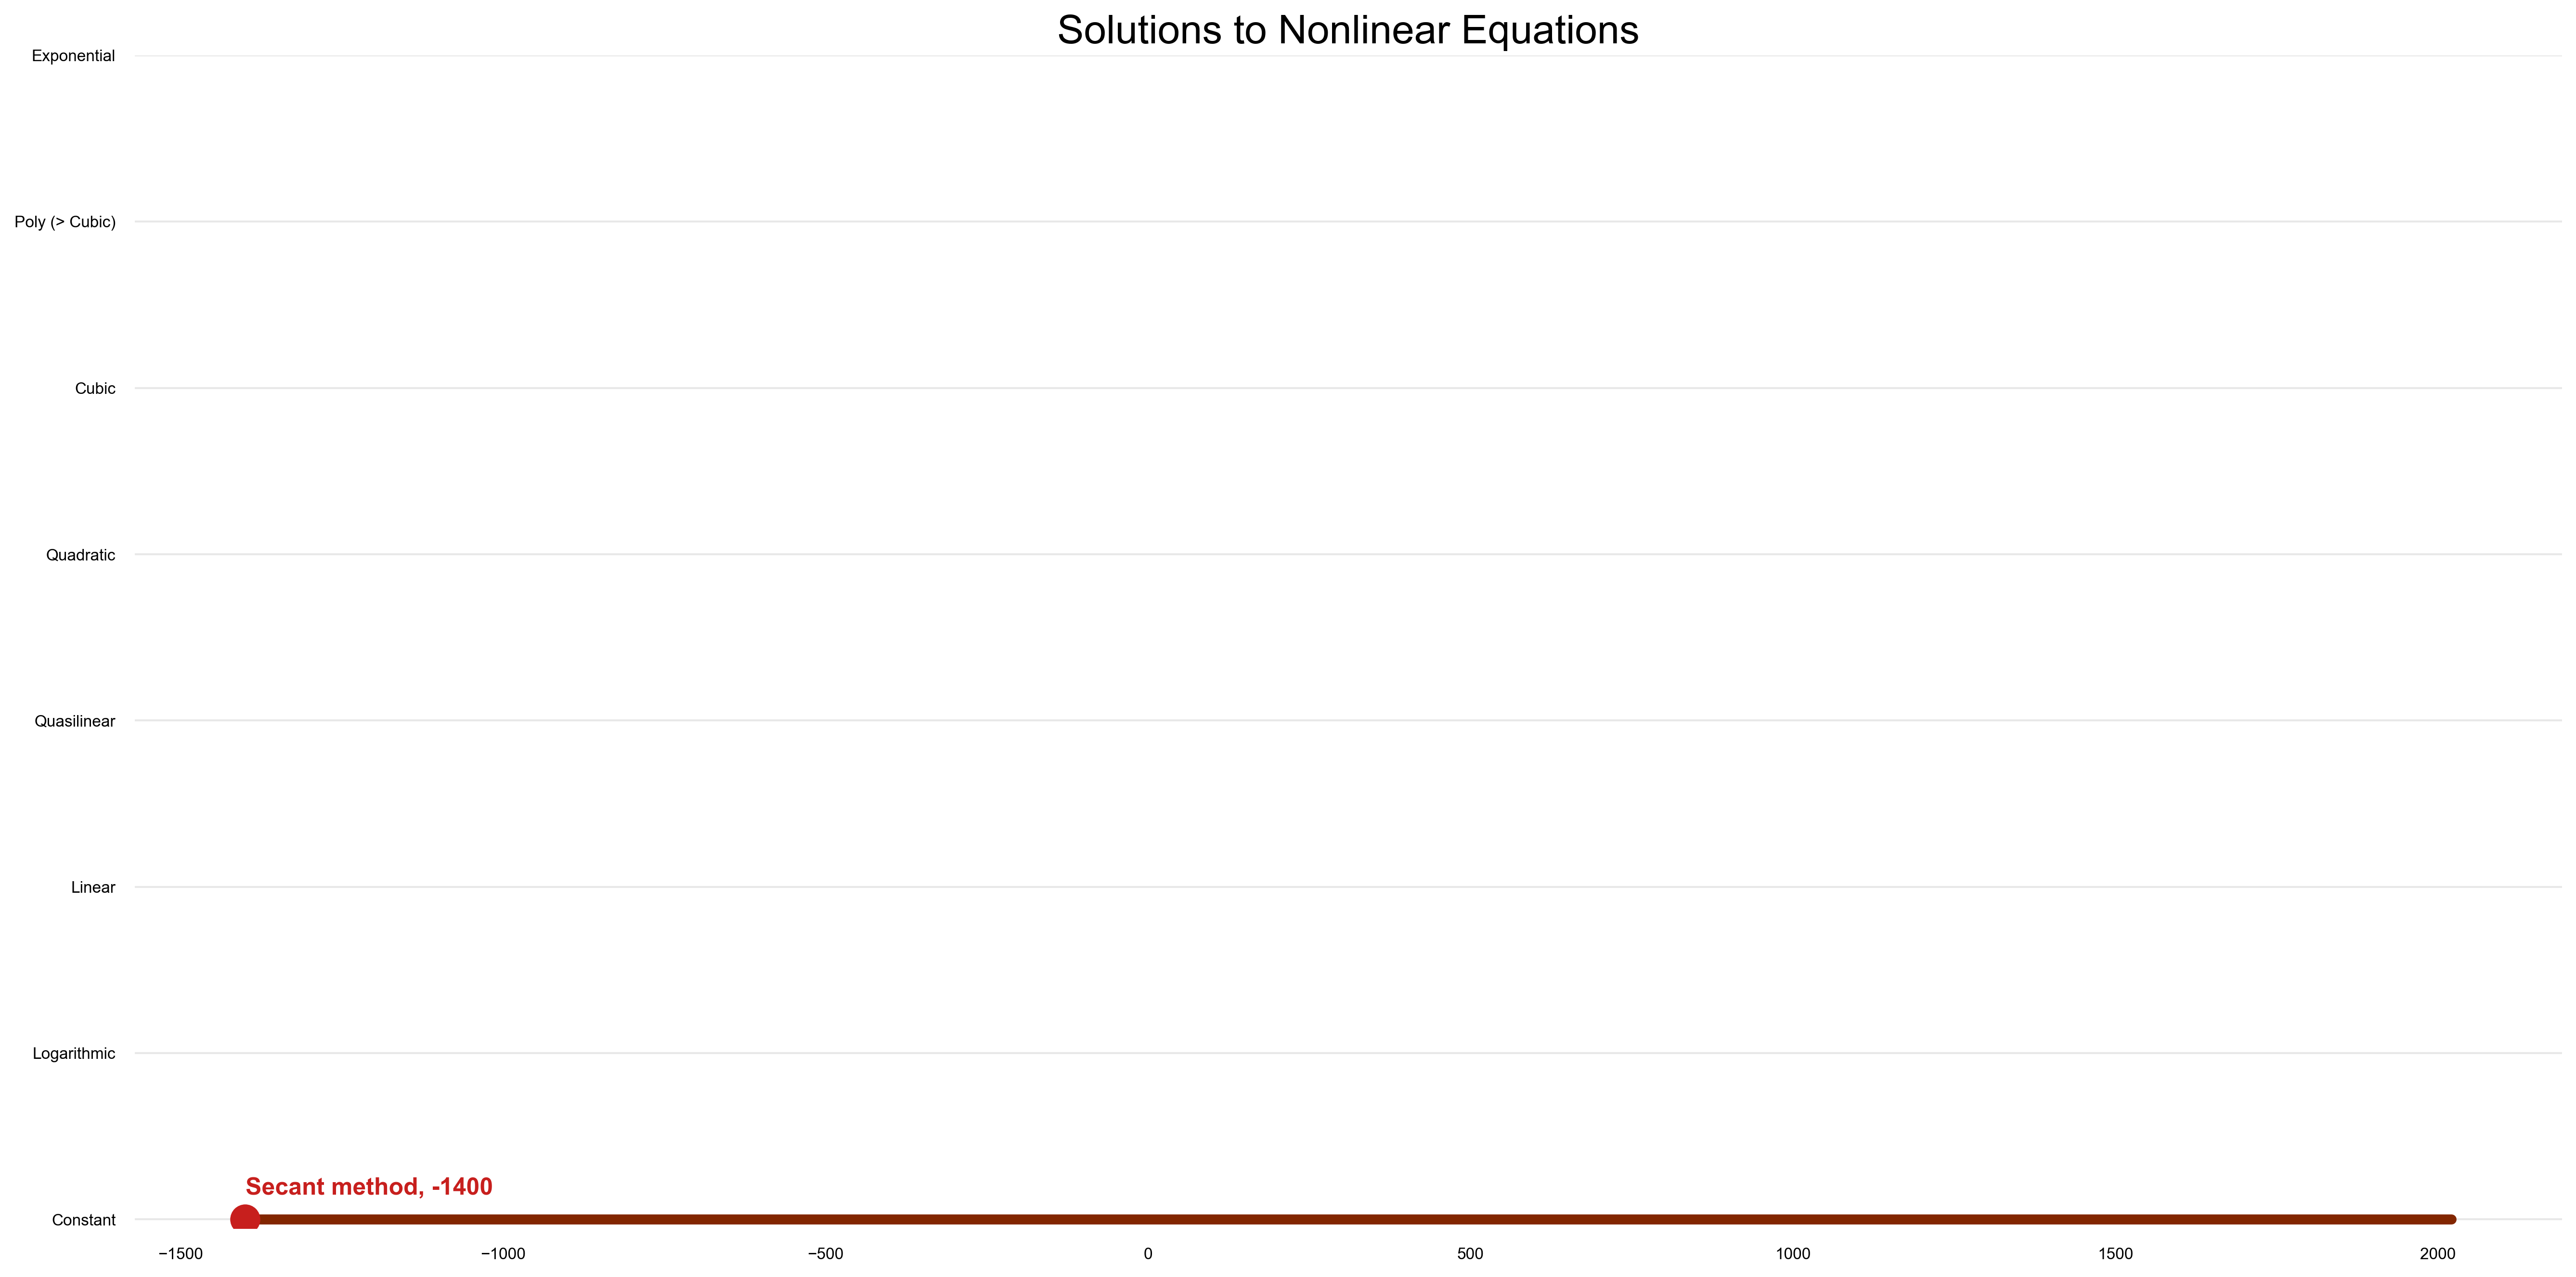 Solutions to Nonlinear Equations
Exponential
Poly (> Cubic)
Cubic
Quadratic
Quasilinear
Linear
Logarithmic
Secant method, -1400
Constant
−1500 −1000 −500 0 500 1000 1500 2000